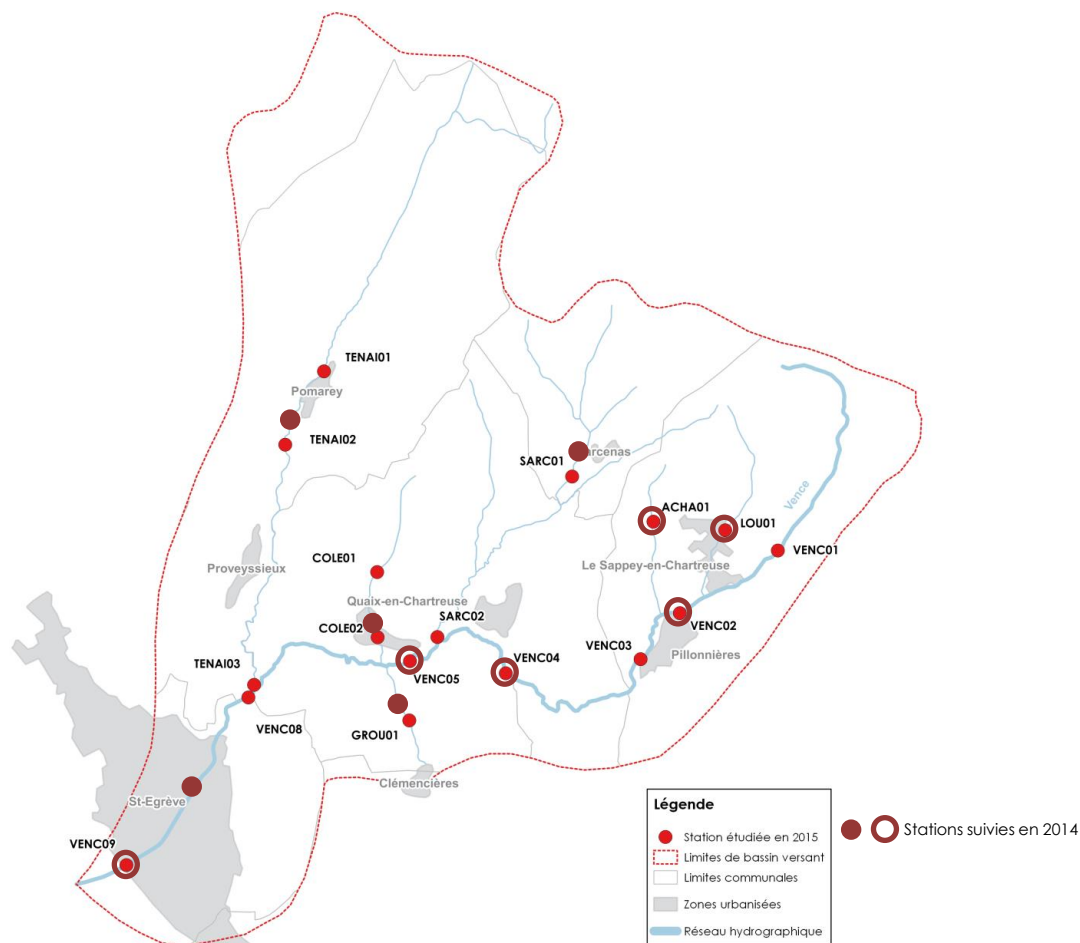 TENAI01
Pomarey
TENAI02
SARC01
rcenas
ACHA01
LOU01
Vence
VENC01
COLE01
Proveyssieux
Le Sappey-en-Chartreuse
Quaix-en-Chartreuse
SARC02
COLE02
VENC02
VENC03
Pillonnières
VENC04
TENAI03
VENC05
VENC08
GROU01
Clémencières
St-Egrève
VENC09
Légende
Station étudiée en 2015
Limites de bassin versant
Limites communales
Zones urbanisées
Réseau hydrographique
Stations suivies en 2014